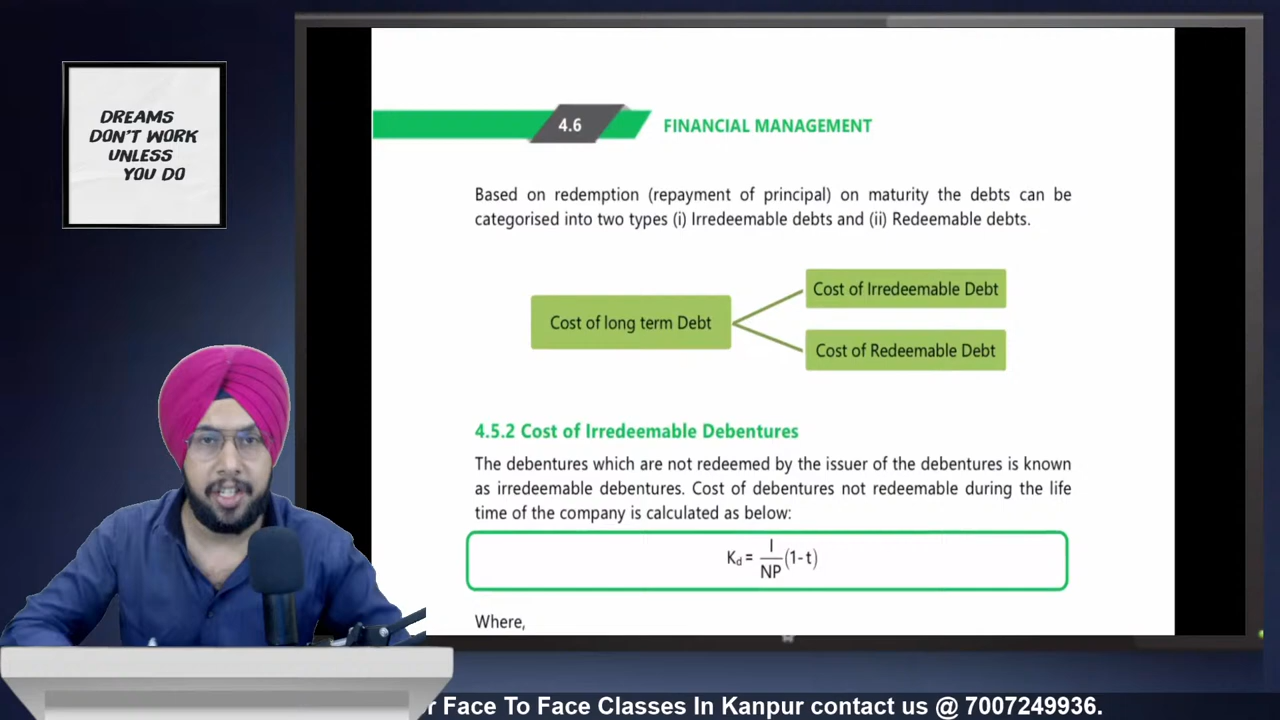 DREAMS
DON'T WORK
UNLESS
YOU DO
4.6
FINANCIAL MANAGEMENT
Based on redemption (repayment of principal) on maturity the debts can be
categorised into two types (i) Irredeemable debts and (ii) Redeemable debts.
Cost of long term Debt
Cost of Irredeemable Debt
Cost of Redeemable Debt
4.5.2 Cost of Irredeemable Debentures
The debentures which are not redeemed by the issuer of the debentures is known
as irredeemable debentures. Cost of debentures not redeemable during the life
time of the company is calculated as below:
K_d = I/NP (1-t)
Where,
r Face To Face Classes In Kanpur contact us @ 7007249936.